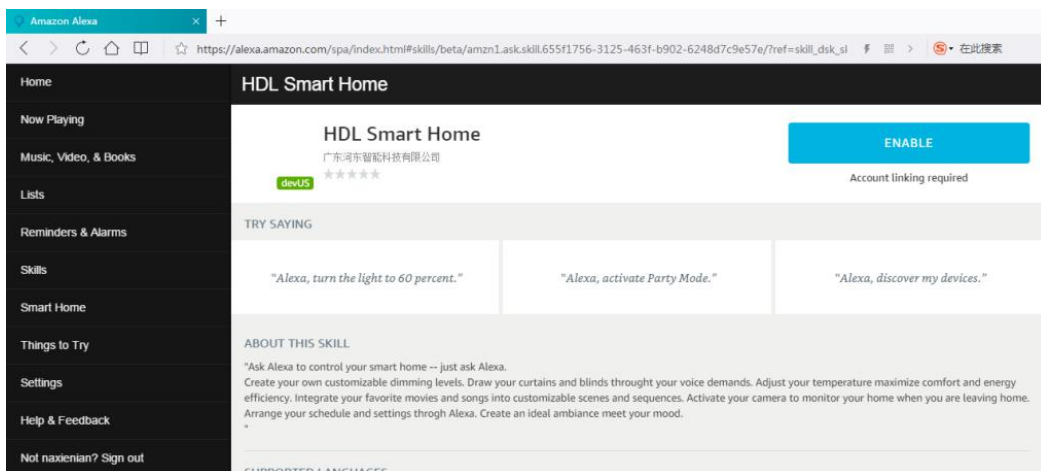 Amazon Alexa
https://alexa.amazon.com/spa/index.html#skills/beta/amzn1.ask.skill.655f1756-3125-463f-b902-6248d7c9e57e/?ref=skill_dsk_sl
在此搜索
Home
HDL Smart Home
Now Playing
HDL Smart Home
ENABLE
Music, Video, & Books
广东河东智能科技有限公司
devUS
Account linking required
Lists
Reminders & Alarms
TRY SAYING
Skills
"Alexa, turn the light to 60 percent."
"Alexa, activate Party Mode."
"Alexa, discover my devices."
Smart Home
Things to Try
ABOUT THIS SKILL
"Ask Alexa to control your smart home -- just ask Alexa.
Settings
Create your own customizable dimming levels. Draw your curtains and blinds throught your voice demands. Adjust your temperature maximize comfort and energy
efficiency. Integrate your favorite movies and songs into customizable scenes and sequences. Activate your camera to monitor your home when you are leaving home.
Help & Feedback
Arrange your schedule and settings throgh Alexa. Create an ideal ambiance meet your mood.
"
Not naxienian? Sign out
SUPPORTED LANGUAGES